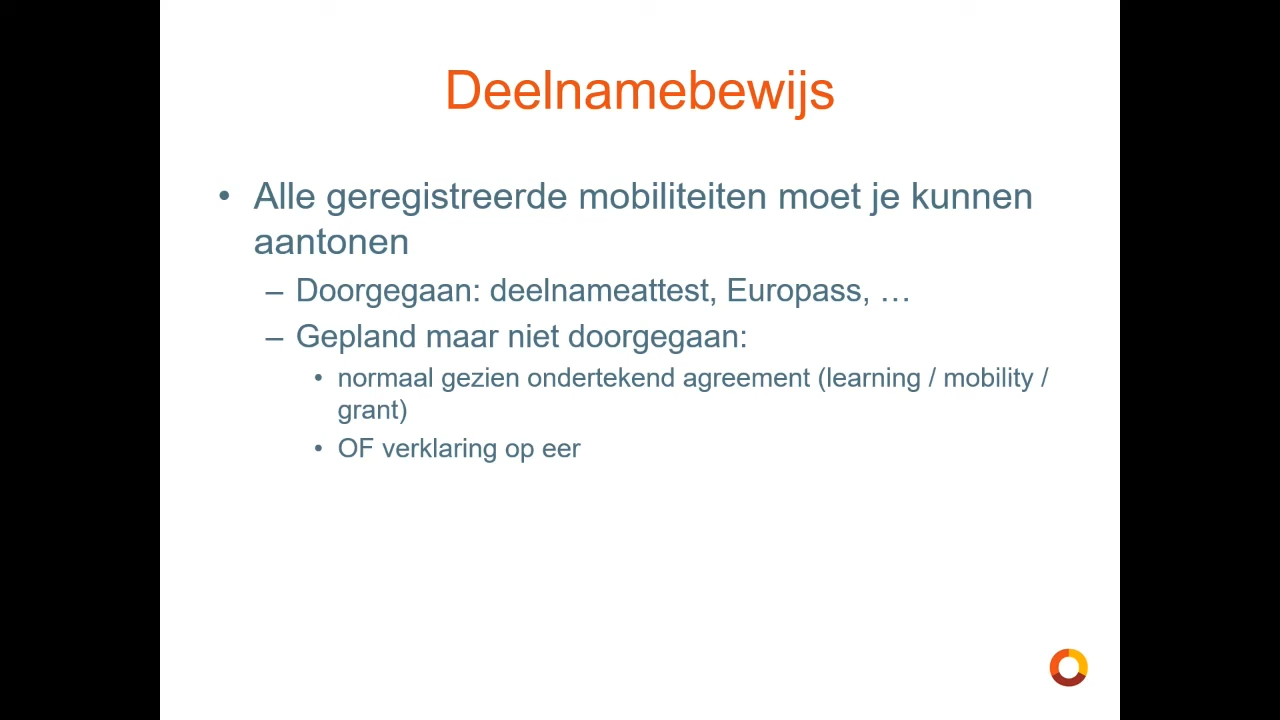 Deelnamebewijs
• Alle geregistreerde mobiliteiten moet je kunnen
aantonen
– Doorgegaan: deelnameattest, Europass, …
– Gepland maar niet doorgegaan:
• normaal gezien ondertekend agreement (learning / mobility /
grant)
• OF verklaring op eer